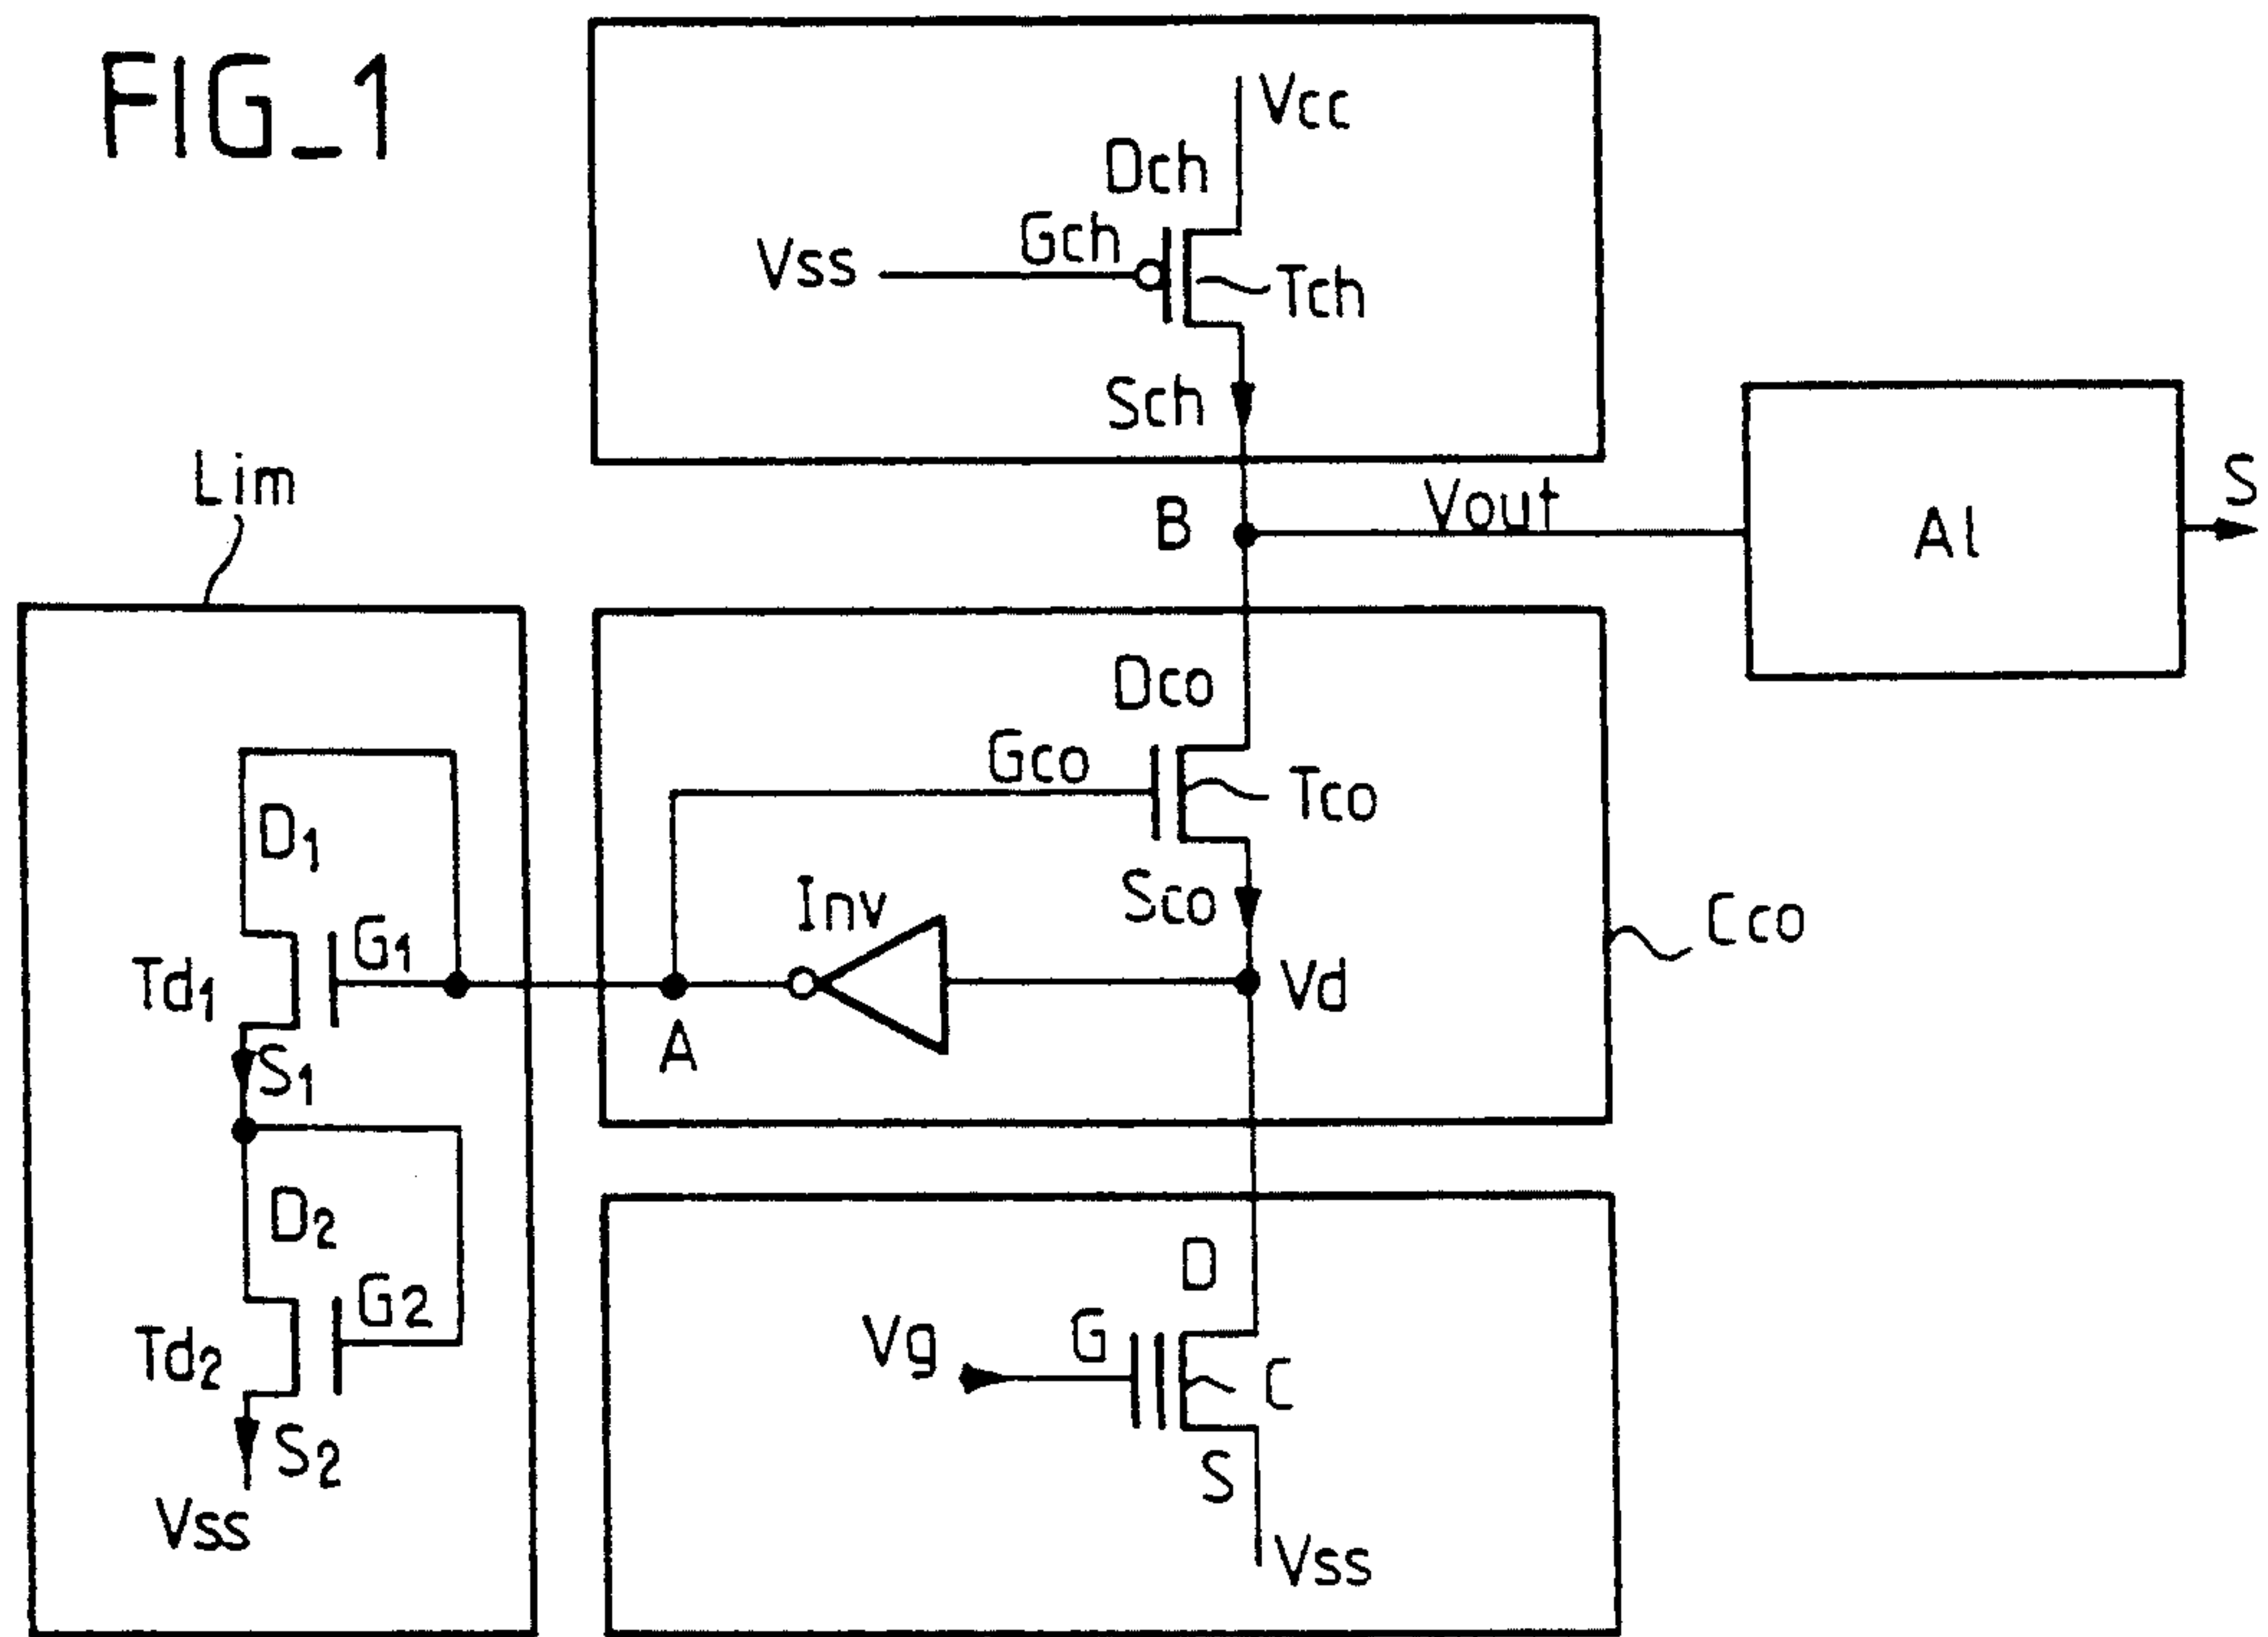 FIG_1
Vcc
Dch
Gch
Vss
Tch
Sch
Lim
B
Vout
Al
S
Dco
Gco
Tco
D1
Inv
Sco
Cco
G1
Td1
Vd
A
S1
D2
D
G2
Vg
G
Td2
C
S2
S
Vss
Vss